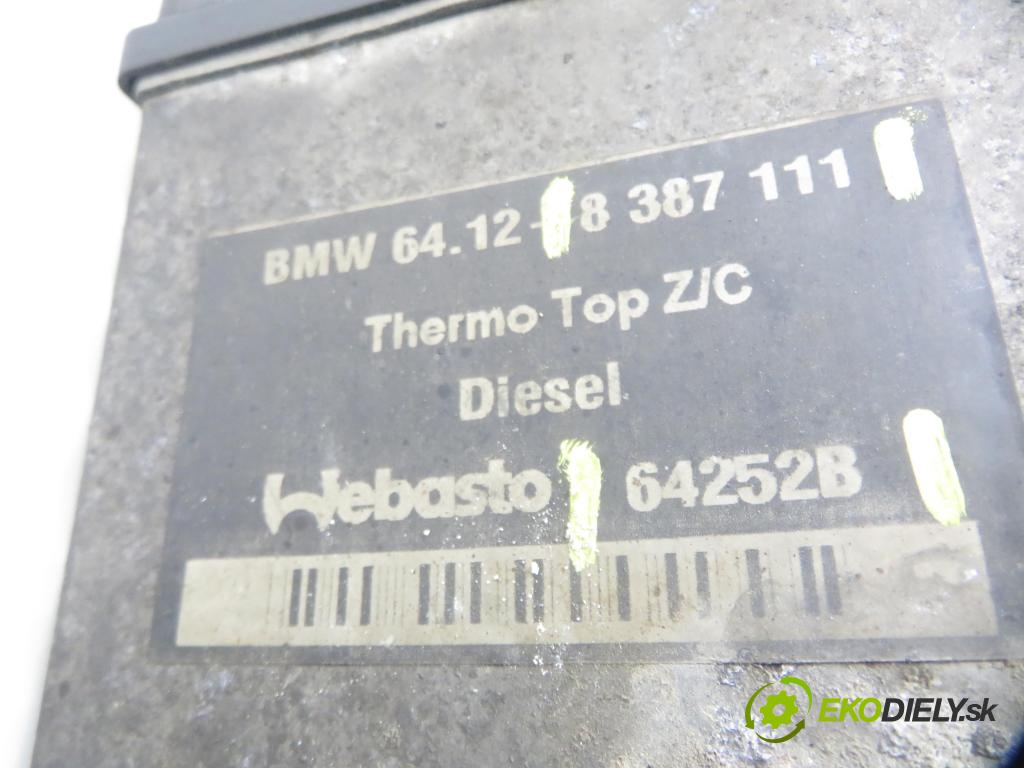 BMW 64.12-8 387 111
Thermo Top Z/C
Diesel
Webasto 64252B
EKODIELY.sk